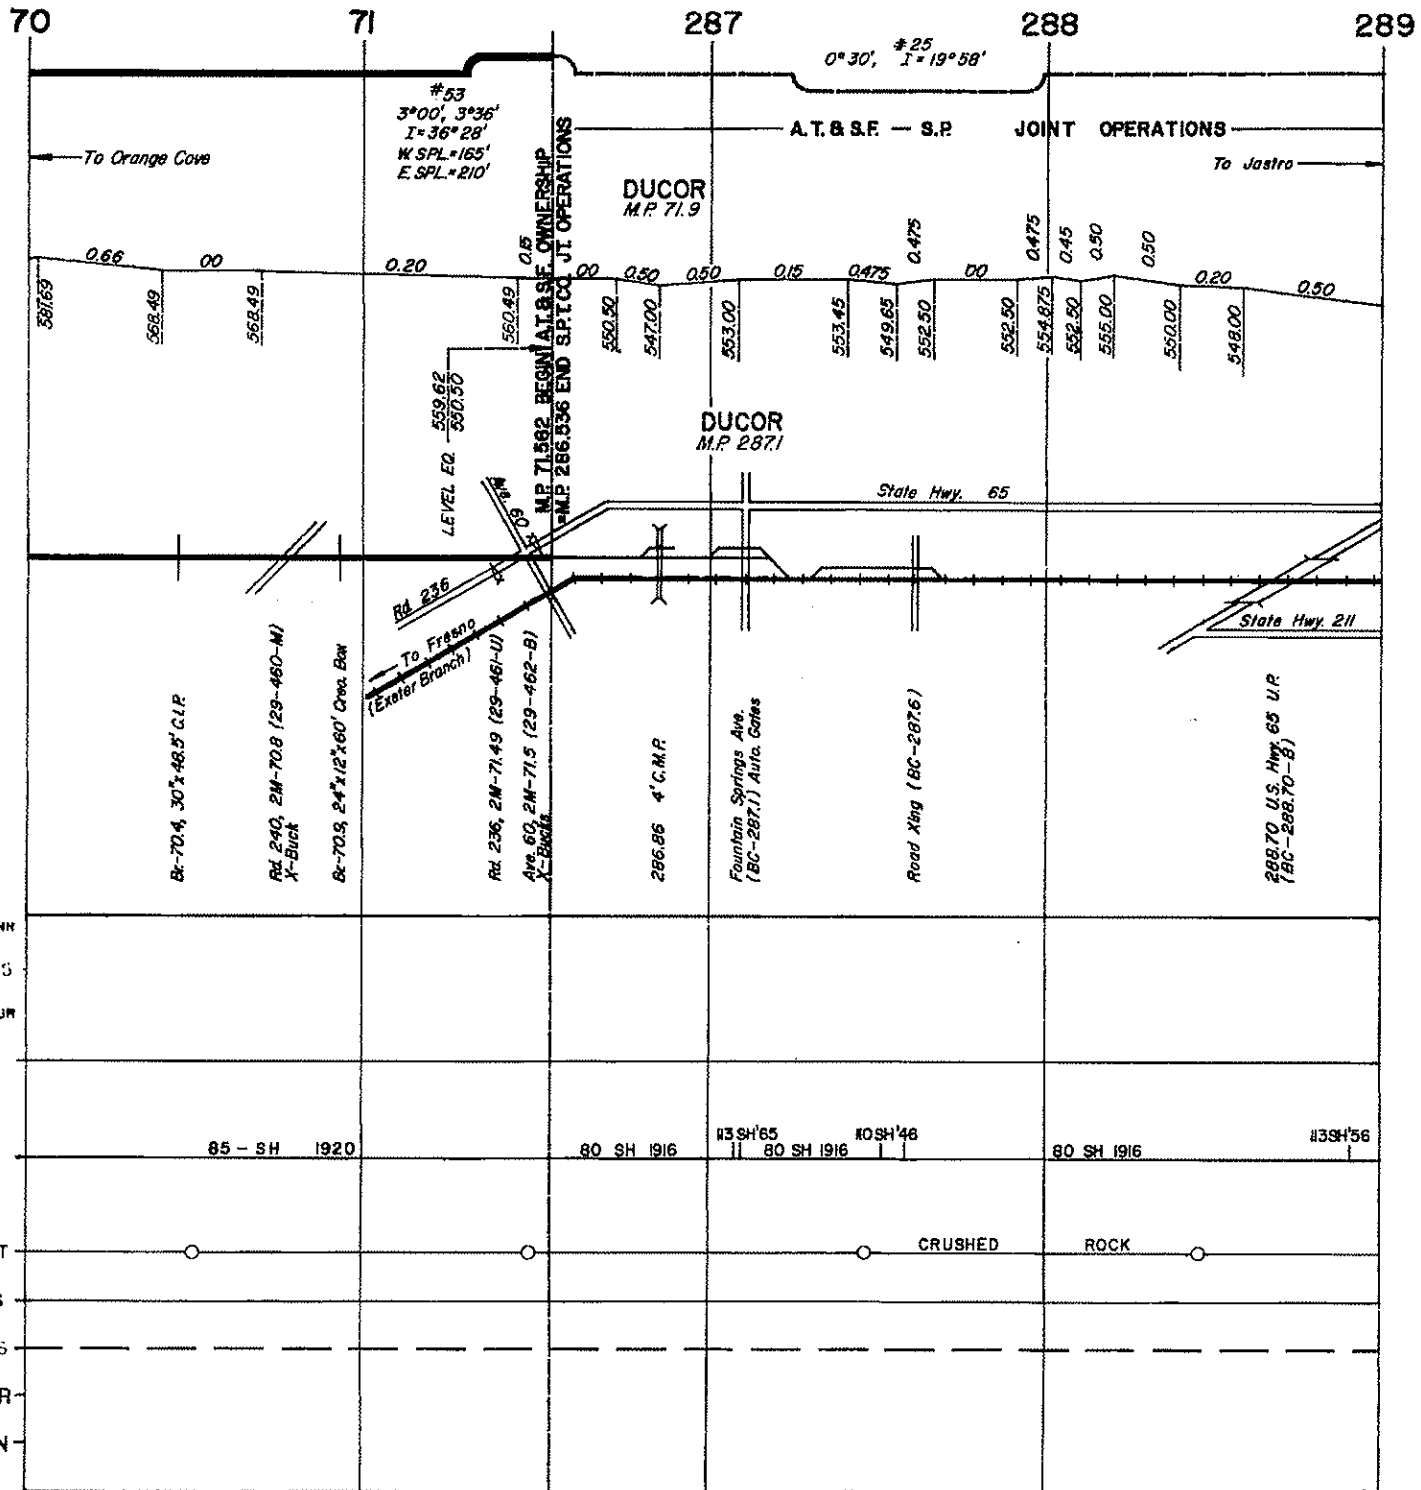 70 71 287 288 289
#25
0°30', I=19°58'
#53
3°00', 3°36'
I=36°28'
W. SPL.=165'
E. SPL.=210'
A.T. & S.F. — S.P. JOINT OPERATIONS
To Orange Cove
To Jastro
DUCOR
M.P. 71.9
M.P. 71.562 BEGIN A.T. & S.F. OWNERSHIP
=M.P. 286.536 END S.P.T. CO. JT. OPERATIONS
0.66 00 0.20 0.15 00 0.50 0.50 0.15 0.475 0.475 00 0.475 0.45 0.50 0.50 0.20 0.50
581.69 568.49 568.49 560.49 550.50 547.00 553.00 553.45 549.65 552.50 552.50 554.875 552.50 555.00 550.00 548.00
LEVEL EQ. 559.62
550.50
DUCOR
M.P. 287.1
State Hwy. 65
Ave. 60
Rd. 236
To Fresno
(Exeter Branch)
State Hwy. 211
Br.-70.4, 30"x48.5' C.I.P.
Rd. 240, 2M-70.8 (29-460-M)
X-Buck
Br.-70.9, 24"x12"x60' Creo. Box
Rd. 236, 2M-71.49 (29-461-U)
Ave. 60, 2M-71.5 (29-462-B)
X-Bucks
286.86 4' C.M.P.
Fountain Springs Ave.
(BC-287.1) Auto. Gates
Road Xing (BC-287.6)
288.70 U.S. Hwy. 65 U.P.
(BC-288.70-B)
85-SH 1920
80 SH 1916
113 SH'65
80 SH 1916
110 SH'46
80 SH 1916
113SH'56
T
CRUSHED ROCK
S
S
R
N